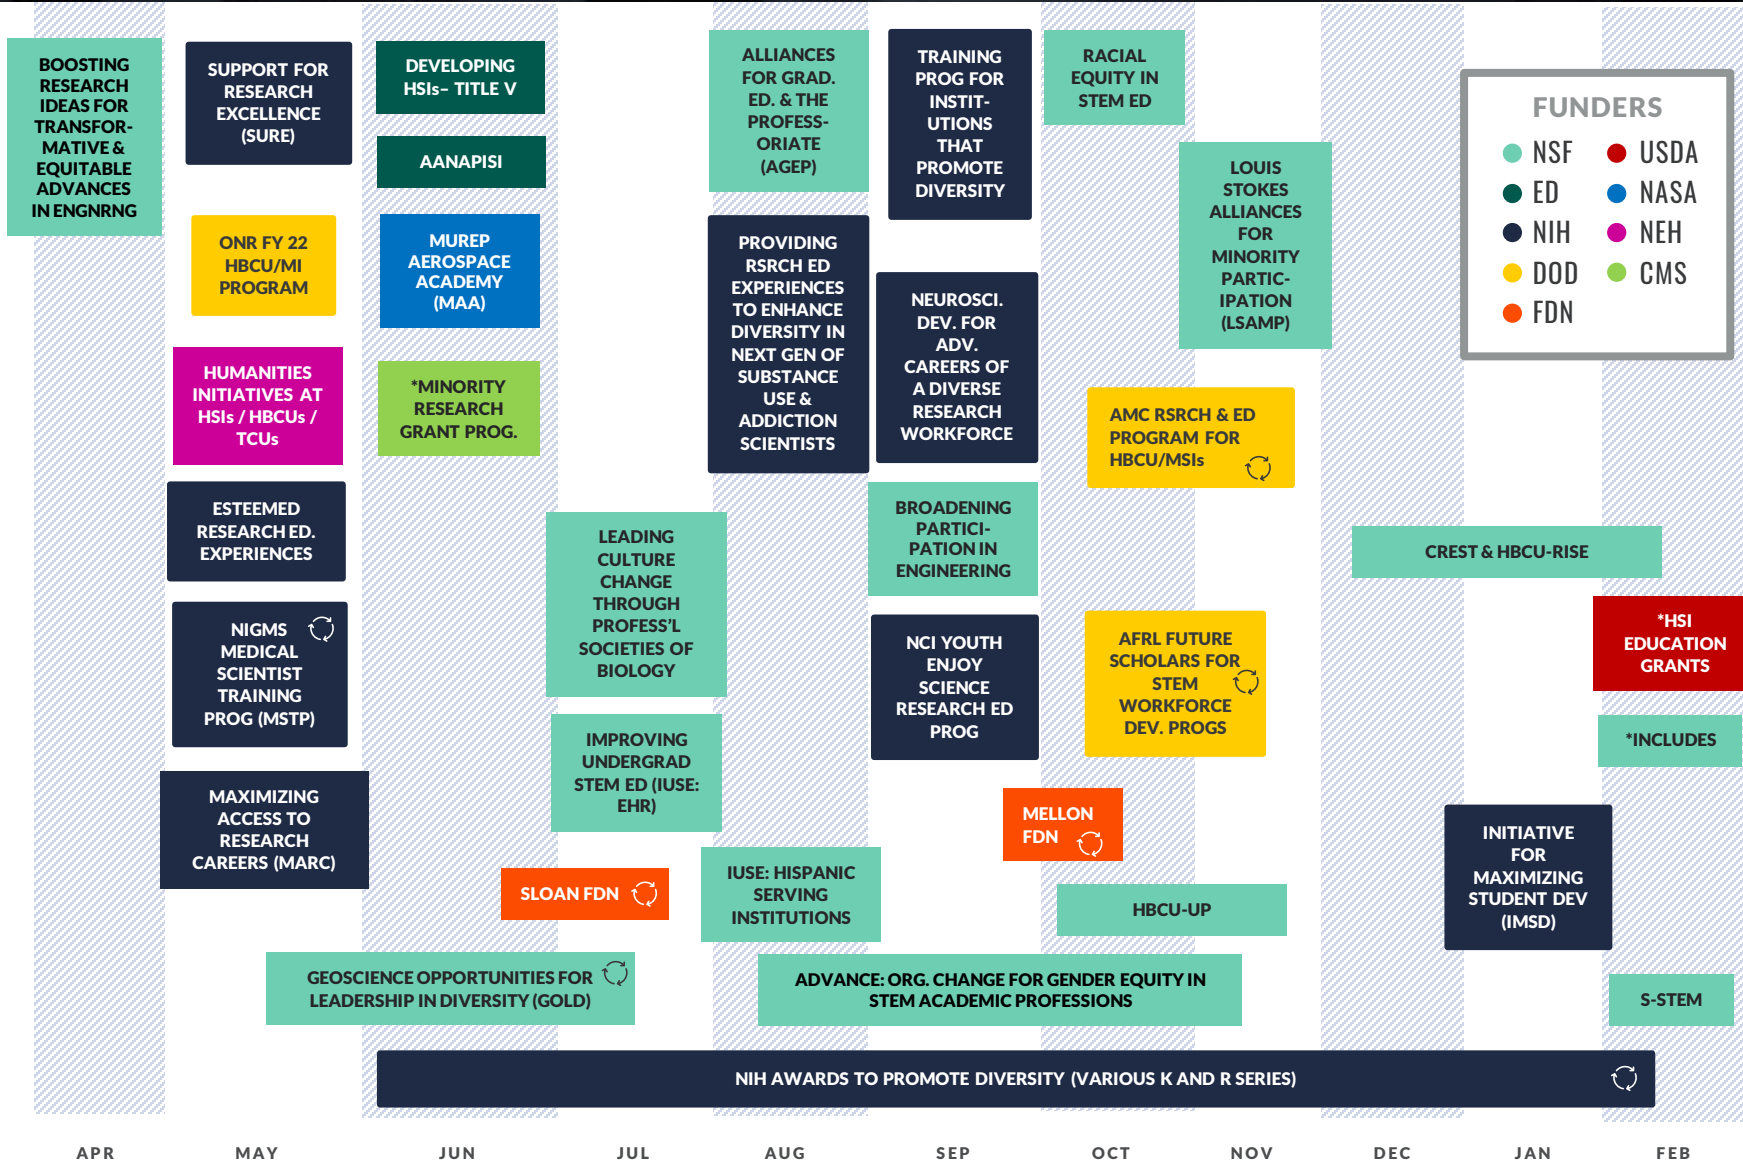 BOOSTING
RESEARCH
IDEAS FOR
TRANSFOR-
MATIVE &
EQUITABLE
ADVANCES
IN ENGNRNG
SUPPORT FOR
RESEARCH
EXCELLENCE
(SURE)
ONR FY 22
HBCU/MI
PROGRAM
HUMANITIES
INITIATIVES AT
HSIs / HBCUs /
TCUs
ESTEEMED
RESEARCH ED.
EXPERIENCES
NIGMS
MEDICAL
SCIENTIST
TRAINING
PROG (MSTP)
MAXIMIZING
ACCESS TO
RESEARCH
CAREERS (MARC)
DEVELOPING
HSIs– TITLE V
AANAPISI
MUREP
AEROSPACE
ACADEMY
(MAA)
*MINORITY
RESEARCH
GRANT PROG.
LEADING
CULTURE
CHANGE
THROUGH
PROFESS'L
SOCIETIES OF
BIOLOGY
IMPROVING
UNDERGRAD
STEM ED (IUSE:
EHR)
SLOAN FDN
GEOSCIENCE OPPORTUNITIES FOR
LEADERSHIP IN DIVERSITY (GOLD)
ALLIANCES
FOR GRAD.
ED. & THE
PROFESS-
ORIATE
(AGEP)
PROVIDING
RSRCH ED
EXPERIENCES
TO ENHANCE
DIVERSITY IN
NEXT GEN OF
SUBSTANCE
USE &
ADDICTION
SCIENTISTS
IUSE: HISPANIC
SERVING
INSTITUTIONS
TRAINING
PROG FOR
INSTIT-
UTIONS
THAT
PROMOTE
DIVERSITY
NEUROSCI.
DEV. FOR
ADV.
CAREERS OF
A DIVERSE
RESEARCH
WORKFORCE
BROADENING
PARTICI-
PATION IN
ENGINEERING
NCI YOUTH
ENJOY
SCIENCE
RESEARCH ED
PROG
MELLON
FDN
RACIAL
EQUITY IN
STEM ED
LOUIS
STOKES
ALLIANCES
FOR
MINORITY
PARTIC-
IPATION
(LSAMP)
AMC RSRCH & ED
PROGRAM FOR
HBCU/MSIs
AFRL FUTURE
SCHOLARS FOR
STEM
WORKFORCE
DEV. PROGS
HBCU-UP
ADVANCE: ORG. CHANGE FOR GENDER EQUITY IN
STEM ACADEMIC PROFESSIONS
FUNDERS
NSF
ED
NIH
DOD
FDN
USDA
NASA
NEH
CMS
CREST & HBCU-RISE
*HSI
EDUCATION
GRANTS
*INCLUDES
INITIATIVE
FOR
MAXIMIZING
STUDENT DEV
(IMSD)
S-STEM
NIH AWARDS TO PROMOTE DIVERSITY (VARIOUS K AND R SERIES)
APR MAY JUN JUL AUG SEP OCT NOV DEC JAN FEB